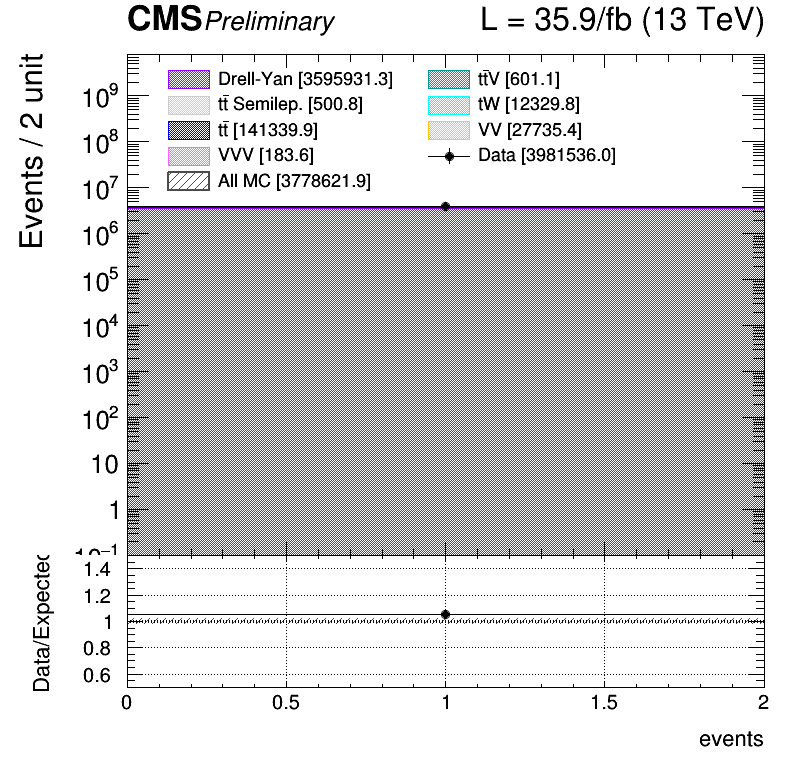 CMS Preliminary L = 35.9/fb (13 TeV)
Events / 2 unit
Drell-Yan [3595931.3]
tt̄ Semilep. [500.8]
tt̄ [141339.9]
VVV [183.6]
All MC [3778621.9]
tt̄V [601.1]
tW [12329.8]
VV [27735.4]
Data [3981536.0]
10⁹
10⁸
10⁷
10⁶
10⁵
10⁴
10³
10²
10
1
10⁻¹
Data/Expected
1.4
1.2
1
0.8
0.6
0 0.5 1 1.5 2
events